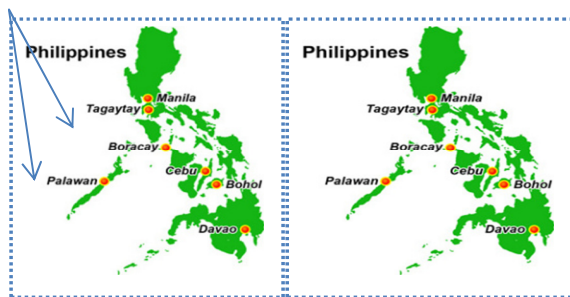 Philippines
Manila
Tagaytay
Boracay
Cebu
Palawan
Bohol
Davao
Philippines
Manila
Tagaytay
Boracay
Cebu
Palawan
Bohol
Davao